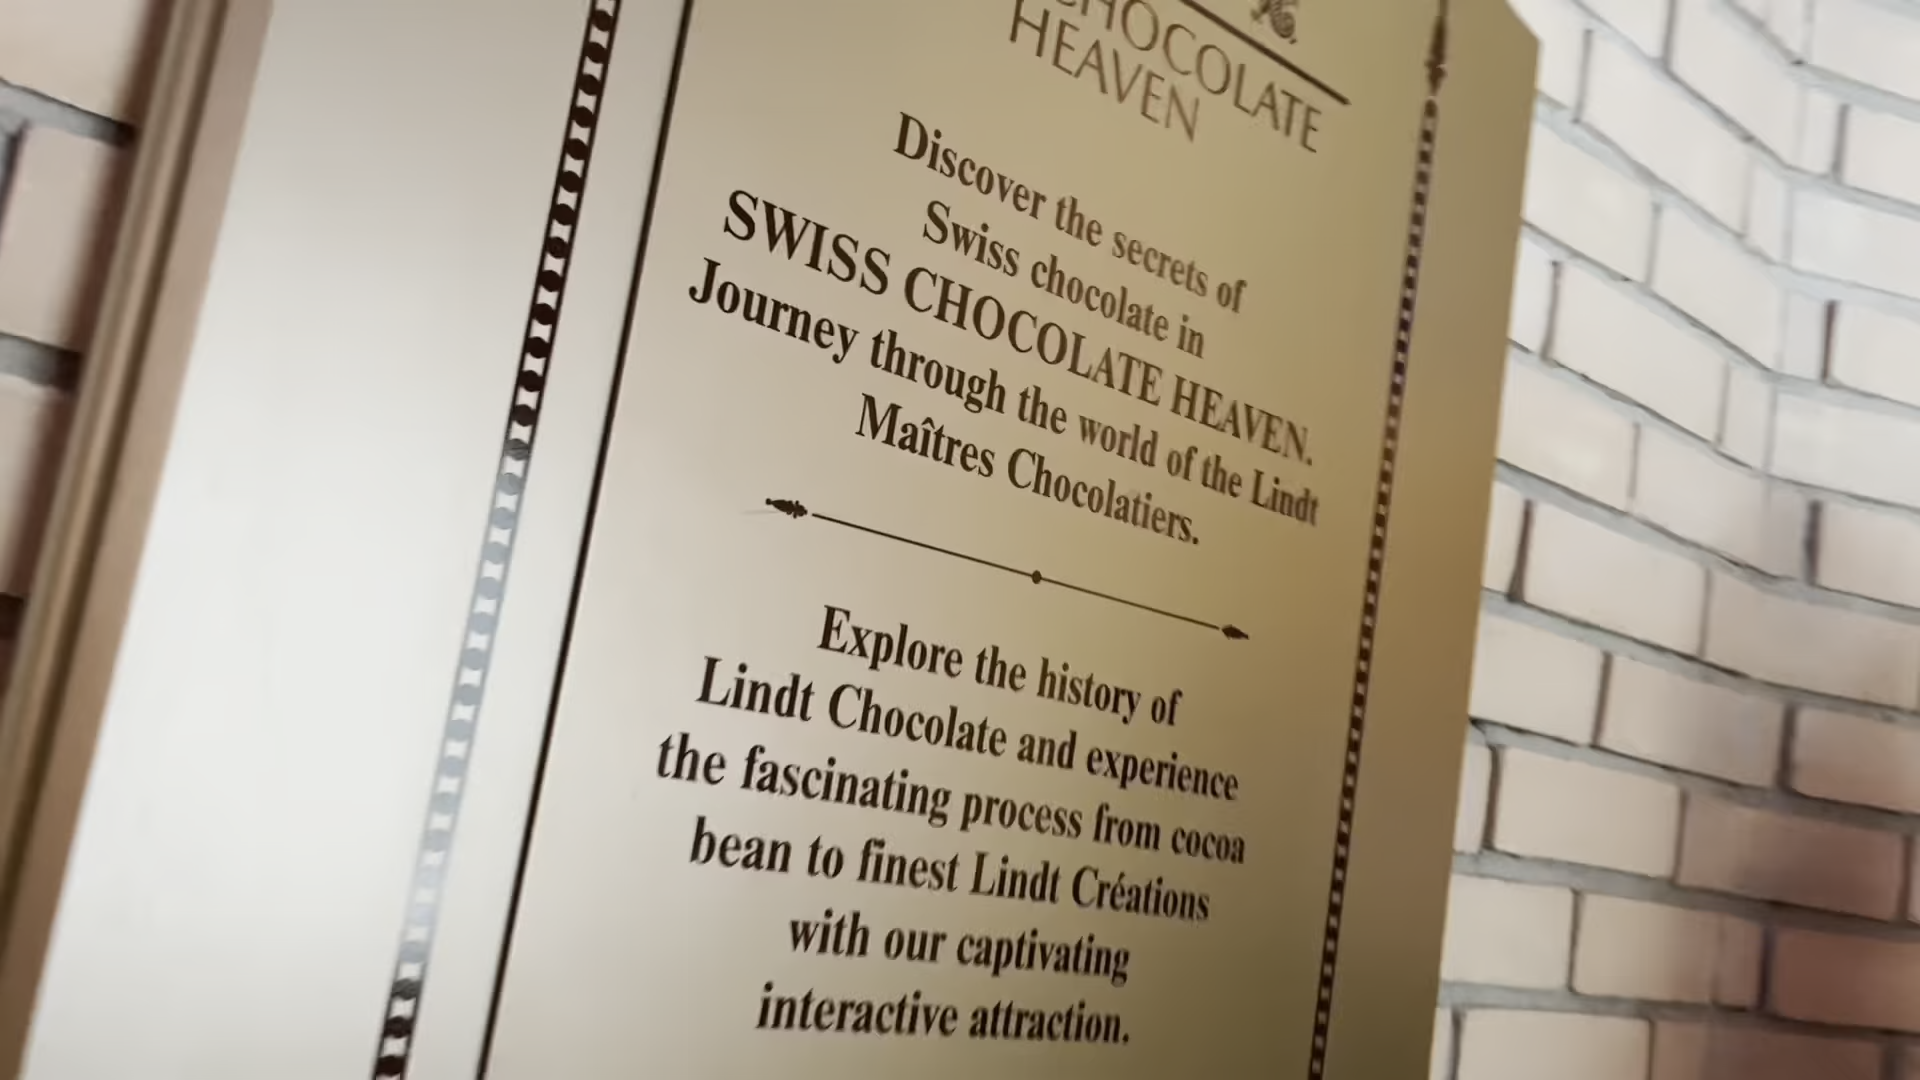 CHOCOLATE
HEAVEN
Discover the secrets of
Swiss chocolate in
SWISS CHOCOLATE HEAVEN.
Journey through the world of the Lindt
Maîtres Chocolatiers.
Explore the history of
Lindt Chocolate and experience
the fascinating process from cocoa
bean to finest Lindt Créations
with our captivating
interactive attraction.